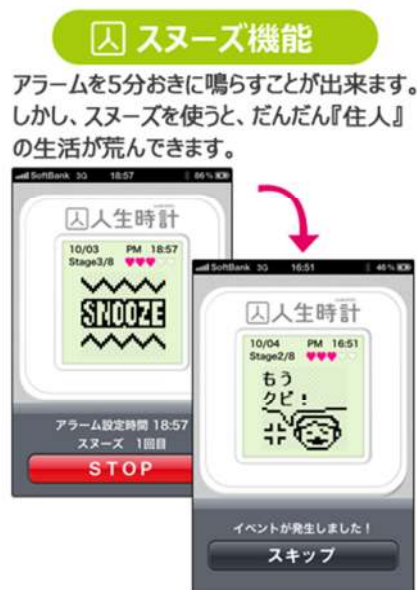 スヌーズ機能
アラームを5分おきに鳴らすことが出来ます。
しかし、スヌーズを使うと、だんだん『住人』
の生活が荒んできます。
SoftBank 3G 18:57 86%
人生時計
10/03 PM 18:57
Stage3/8
SNOOZE
アラーム設定時間 18:57
スヌーズ 1回目
STOP
SoftBank 3G 16:51 46%
人生時計
10/04 PM 16:51
Stage2/8
もう
クビ!
イベントが発生しました!
スキップ